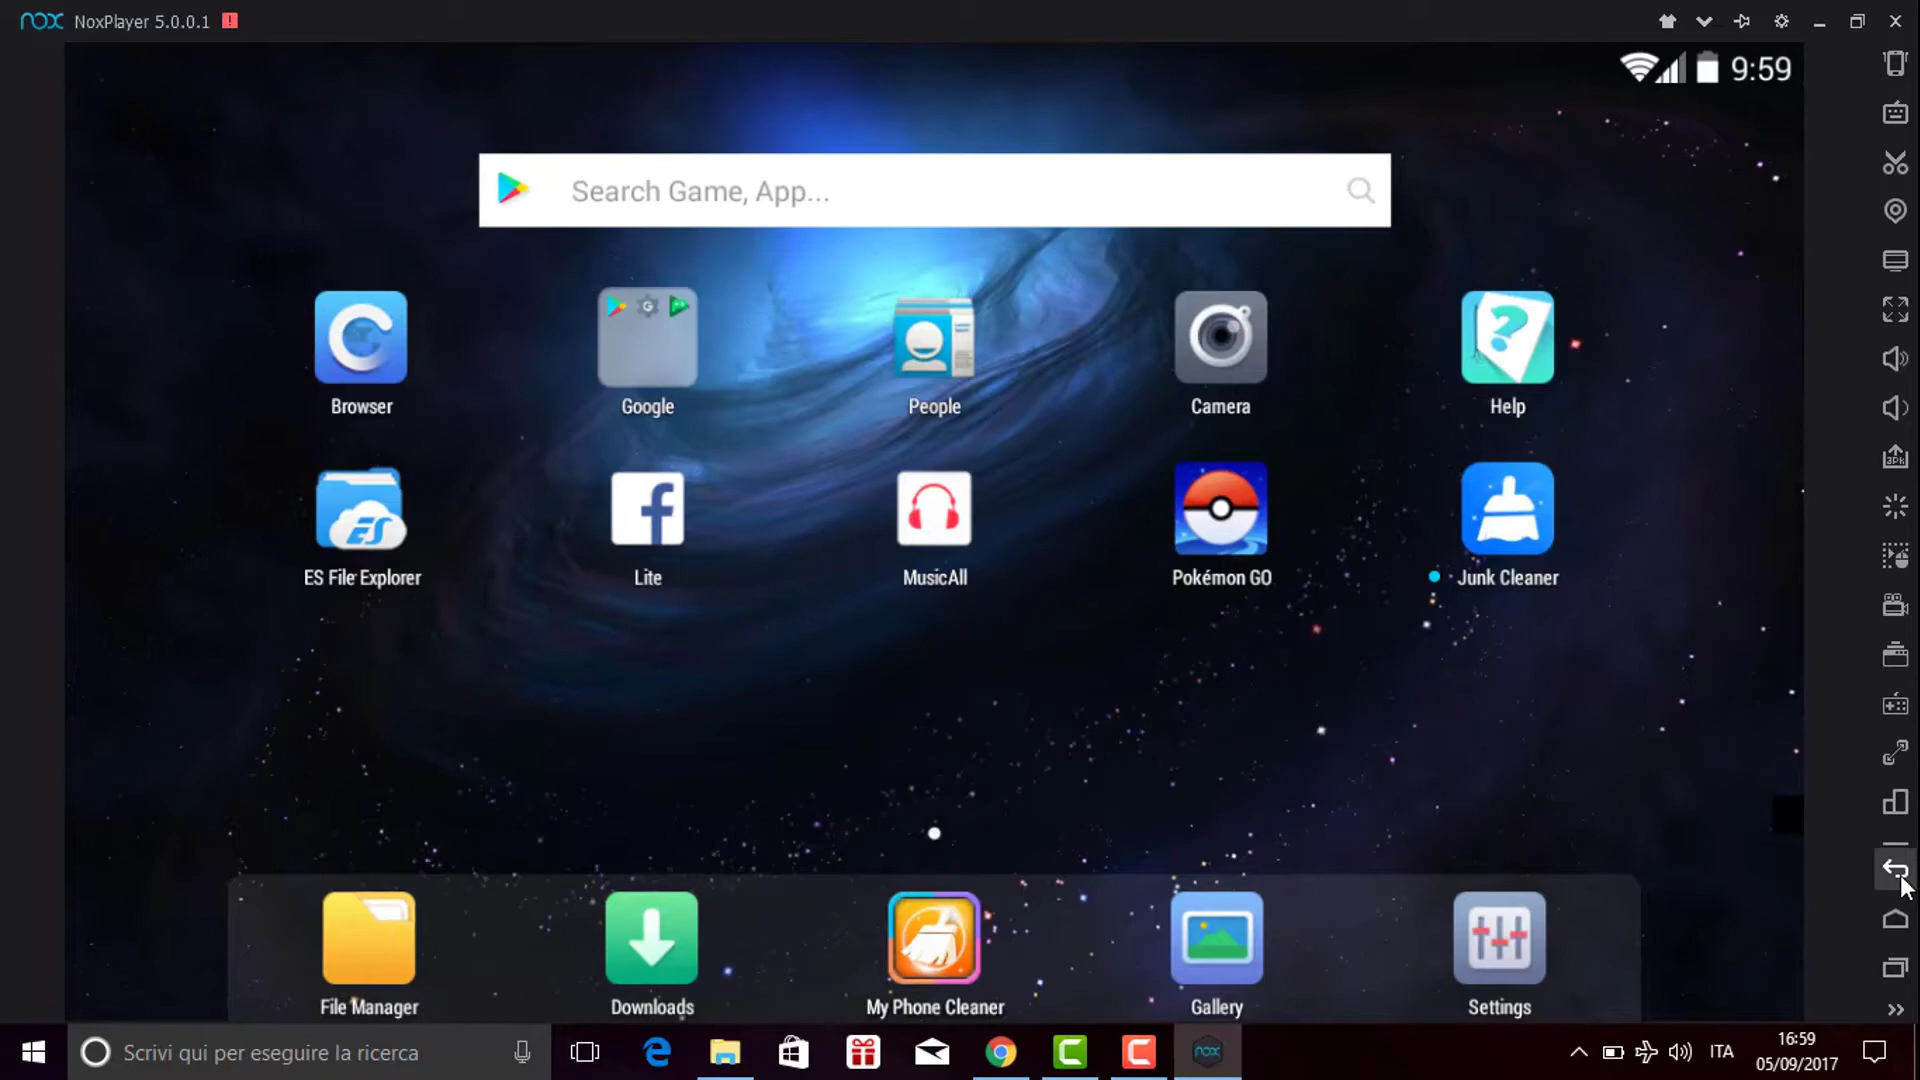 nox NoxPlayer 5.0.0.1 !
9:59
Search Game, App...
Browser
Google
People
Camera
Help
ES File Explorer
Lite
MusicAll
Pokémon GO
Junk Cleaner
File Manager
Downloads
My Phone Cleaner
Gallery
Settings
Scrivi qui per eseguire la ricerca
nox
ITA
16:59
05/09/2017